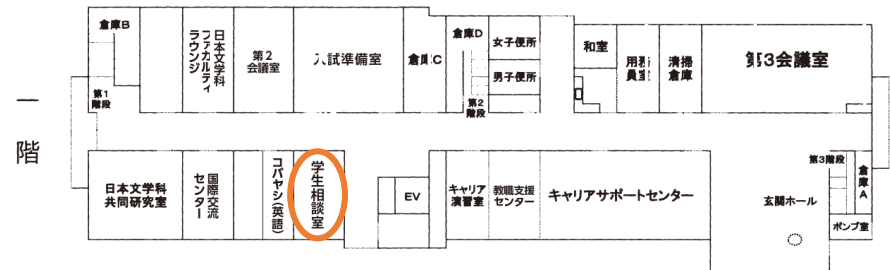 一階
倉庫B
第1
階段
日本文学科
ファカルティ
ラウンジ
第2
会議室
入試準備室
倉庫C
倉庫D
第2
階段
女子便所
男子便所
和室
用務
員室
清掃
倉庫
第3会議室
日本文学科
共同研究室
国際交流
センター
コバヤシ(英語)
学生相談室
EV
キャリア
演習室
教職支援
センター
キャリアサポートセンター
玄関ホール
第3階段
倉庫A
ポンプ室